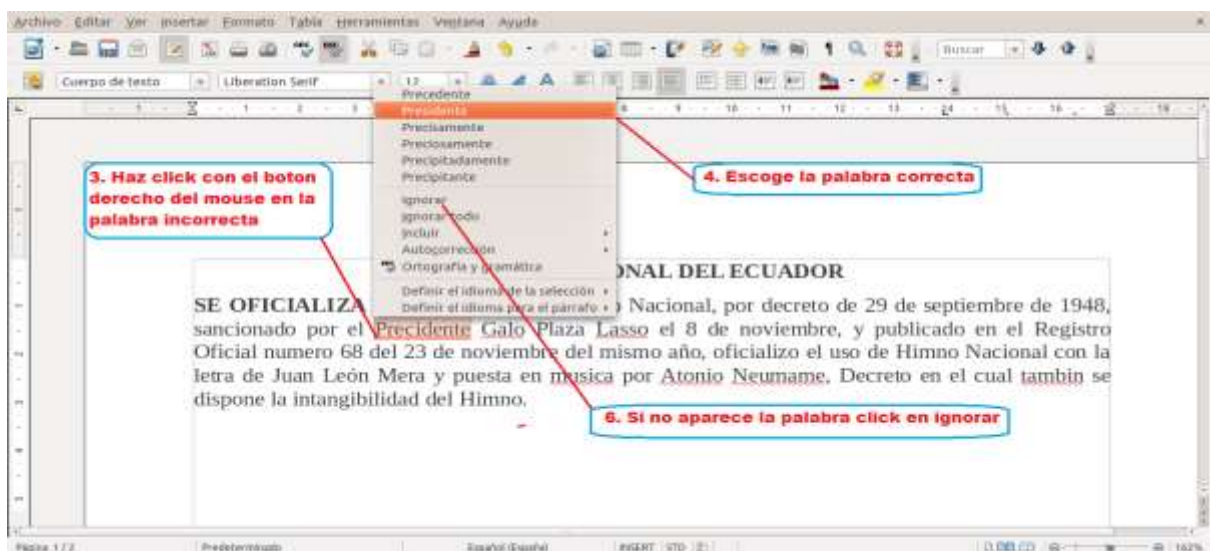 Archivo Editar Ver Insertar Formato Tabla Herramientas Ventana Ayuda
Buscar
Cuerpo de texto Liberation Serif 12
Precedente
Presidente
Precisamente
Preciosamente
Precipitadamente
Precipitante
Ignorar
Ignorar todo
Incluir
Autocorrección
Ortografía y gramática
Definir el idioma de la selección
Definir el idioma para el párrafo
3. Haz click con el boton
derecho del mouse en la
palabra incorrecta
4. Escoge la palabra correcta
ONAL DEL ECUADOR
SE OFICIALIZA Nacional, por decreto de 29 de septiembre de 1948,
sancionado por el Precidente Galo Plaza Lasso el 8 de noviembre, y publicado en el Registro
Oficial numero 68 del 23 de noviembre del mismo año, oficializo el uso de Himno Nacional con la
letra de Juan León Mera y puesta en musica por Atonio Neumame, Decreto en el cual tambin se
dispone la intangibilidad del Himno.
6. Si no aparece la palabra click en ignorar
Página 1 / 2 Predeterminado Español (España) INSERT STD 162%